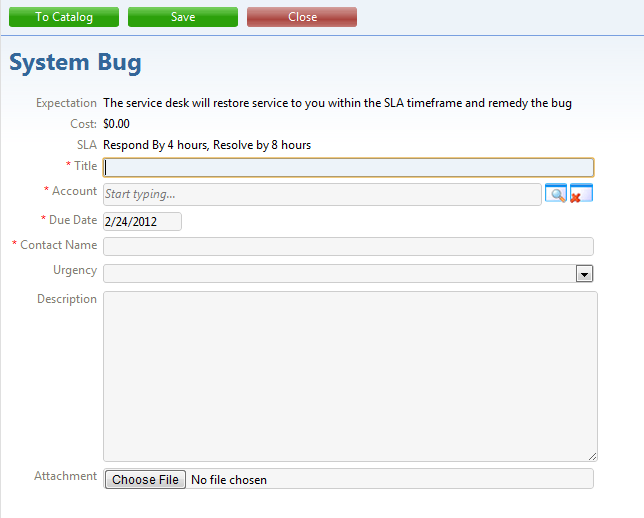 To Catalog Save Close
System Bug
Expectation The service desk will restore service to you within the SLA timeframe and remedy the bug
Cost: $0.00
SLA Respond By 4 hours, Resolve by 8 hours
* Title
* Account Start typing...
* Due Date 2/24/2012
* Contact Name
Urgency
Description
Attachment Choose File No file chosen